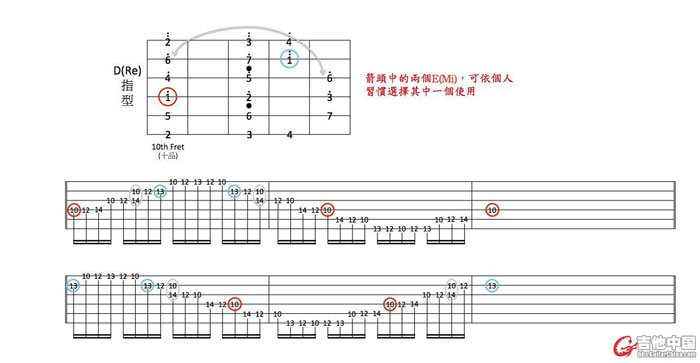 2 3 4
6 7 1
D(Re)
指
型
4 5 6
1 2 3
5 6 7
2 3 4
10th Fret
(十品)
箭頭中的兩個E(Mi)，可依個人
習慣選擇其中一個使用
10 12 13 12 10
10 12 13 13 12 10
10 12 14 14 12 10
10 12 14 14 12 10 10
14 12 10 10 12 14
13 12 10 12 13
10 12 13 12 10
13 13 12 10 10 12 13
14 12 10 10 12 14
14 12 10 10 12 14
14 12 10 10 12 14
13 12 10 12 13
吉他中国